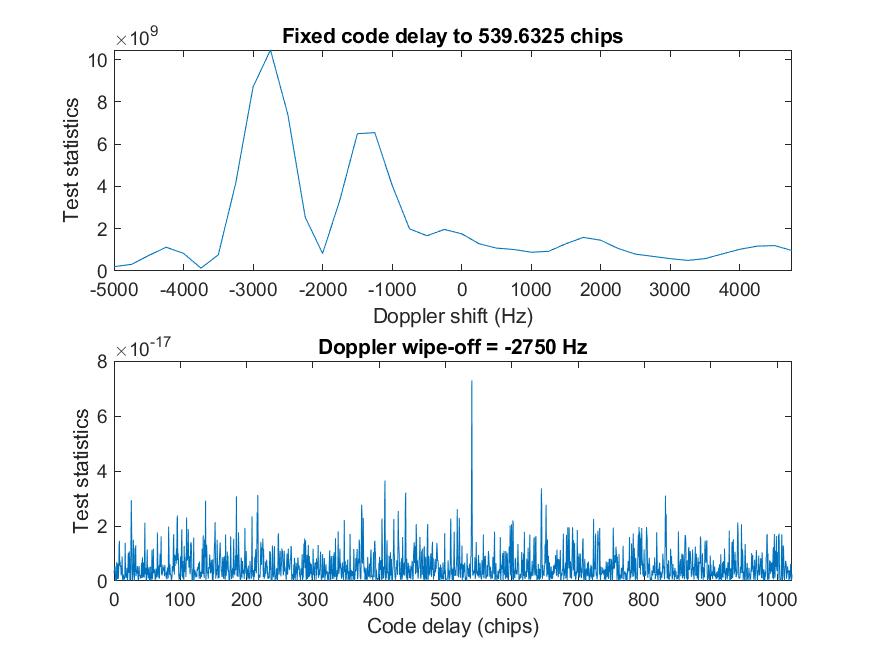 ×10^9
Fixed code delay to 539.6325 chips
10
8
6
4
2
0
Test statistics
-5000 -4000 -3000 -2000 -1000 0 1000 2000 3000 4000
Doppler shift (Hz)
×10^-17
Doppler wipe-off = -2750 Hz
8
6
4
2
0
Test statistics
0 100 200 300 400 500 600 700 800 900 1000
Code delay (chips)